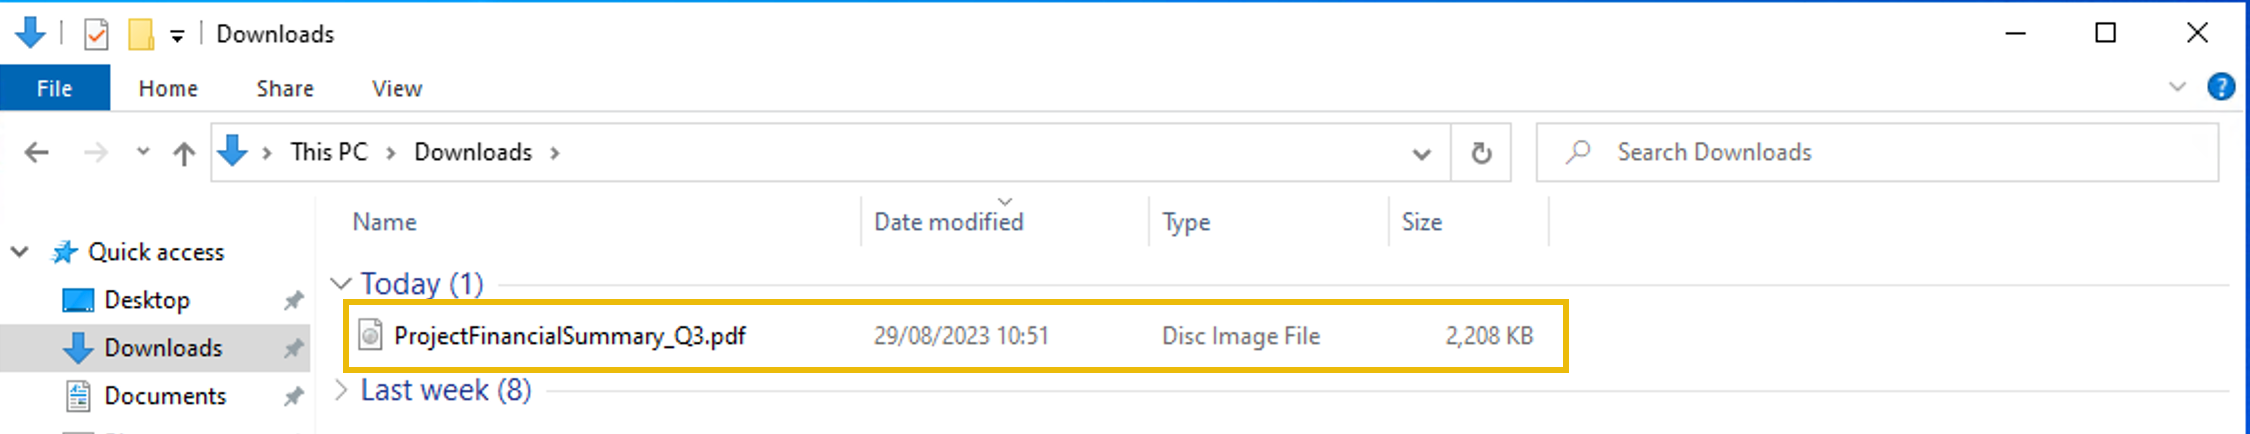 Downloads
File Home Share View
This PC Downloads
Search Downloads
Name Date modified Type Size
Quick access
Today (1)
Desktop
ProjectFinancialSummary_Q3.pdf 29/08/2023 10:51 Disc Image File 2,208 KB
Downloads
Last week (8)
Documents